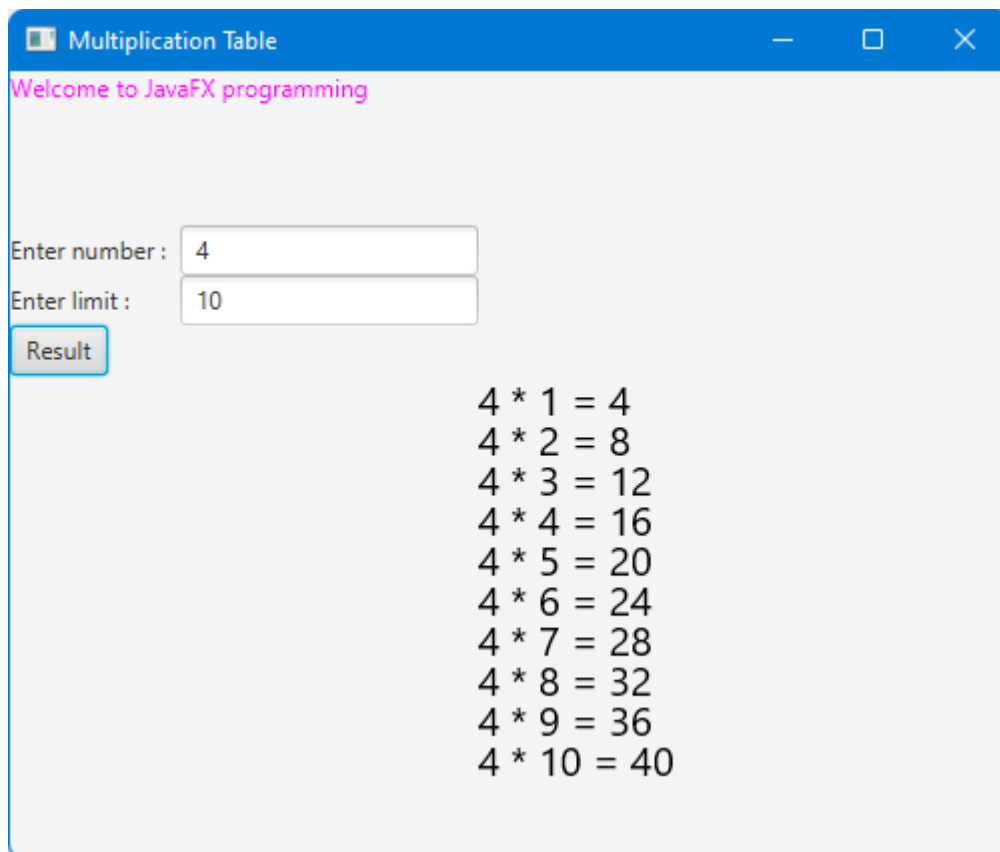 Multiplication Table
Welcome to JavaFX programming
Enter number : 4
Enter limit : 10
Result
4 * 1 = 4
4 * 2 = 8
4 * 3 = 12
4 * 4 = 16
4 * 5 = 20
4 * 6 = 24
4 * 7 = 28
4 * 8 = 32
4 * 9 = 36
4 * 10 = 40